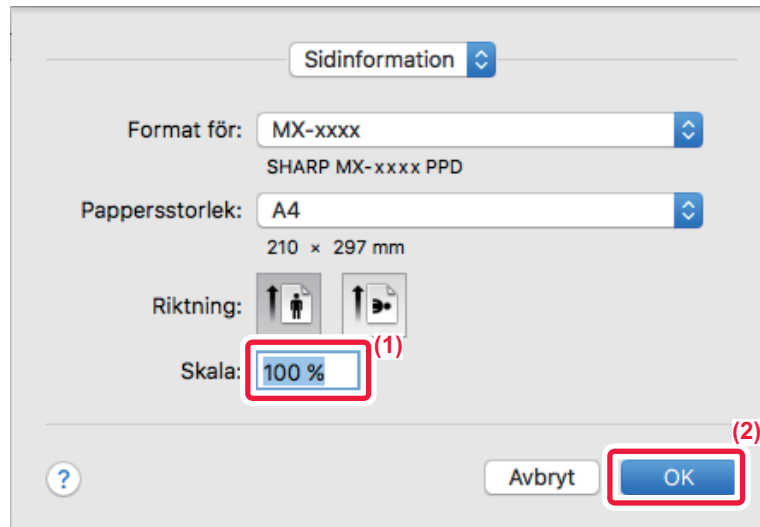 Sidinformation
Format för: MX-xxxx
SHARP MX-xxxx PPD
Pappersstorlek: A4
210 × 297 mm
Riktning:
(1)
Skala: 100 %
(2)
? Avbryt OK